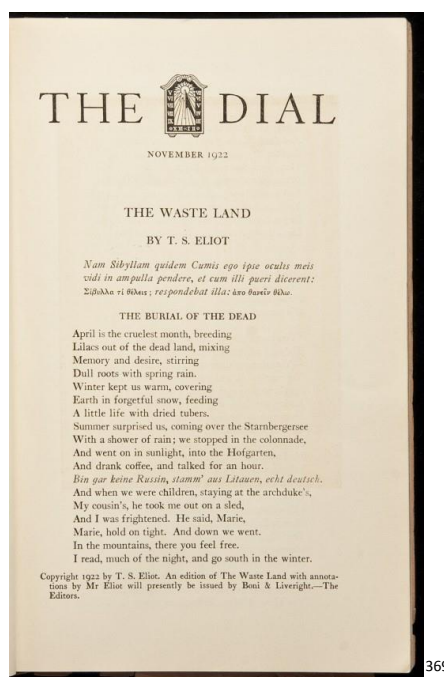 THE DIAL
NOVEMBER 1922
THE WASTE LAND
BY T. S. ELIOT
Nam Sibyllam quidem Cumis ego ipse oculis meis
vidi in ampulla pendere, et cum illi pueri dicerent:
Σίβυλλα τί θέλεις; respondebat illa: ἀπο θανεῖν θέλω.
THE BURIAL OF THE DEAD
April is the cruelest month, breeding
Lilacs out of the dead land, mixing
Memory and desire, stirring
Dull roots with spring rain.
Winter kept us warm, covering
Earth in forgetful snow, feeding
A little life with dried tubers.
Summer surprised us, coming over the Starnbergersee
With a shower of rain; we stopped in the colonnade,
And went on in sunlight, into the Hofgarten,
And drank coffee, and talked for an hour.
Bin gar keine Russin, stamm' aus Litauen, echt deutsch.
And when we were children, staying at the archduke's,
My cousin's, he took me out on a sled,
And I was frightened. He said, Marie,
Marie, hold on tight. And down we went.
In the mountains, there you feel free.
I read, much of the night, and go south in the winter.
Copyright 1922 by T. S. Eliot. An edition of The Waste Land with annota-
tions by Mr Eliot will presently be issued by Boni & Liveright.—The
Editors.
369